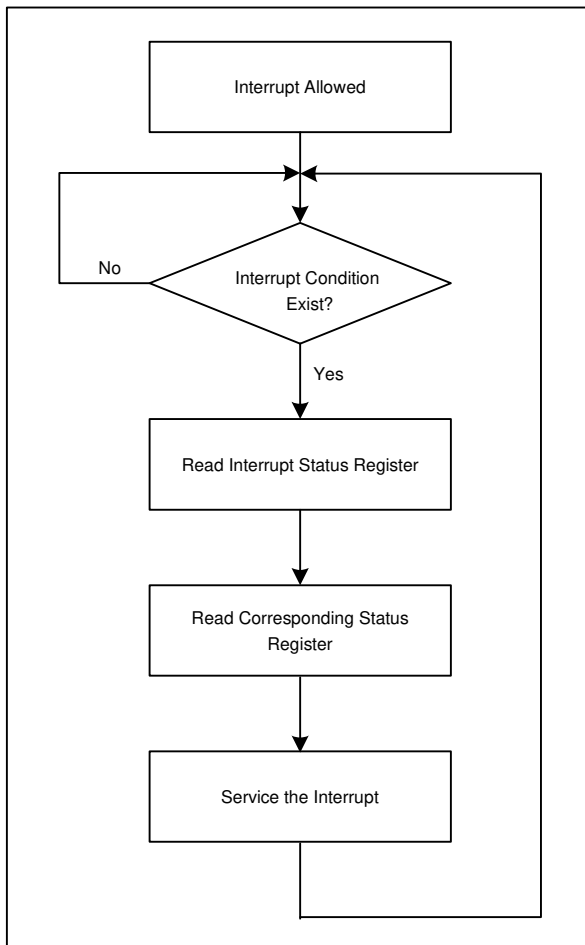 Interrupt Allowed
Interrupt Condition
Exist?
No
Yes
Read Interrupt Status Register
Read Corresponding Status
Register
Service the Interrupt